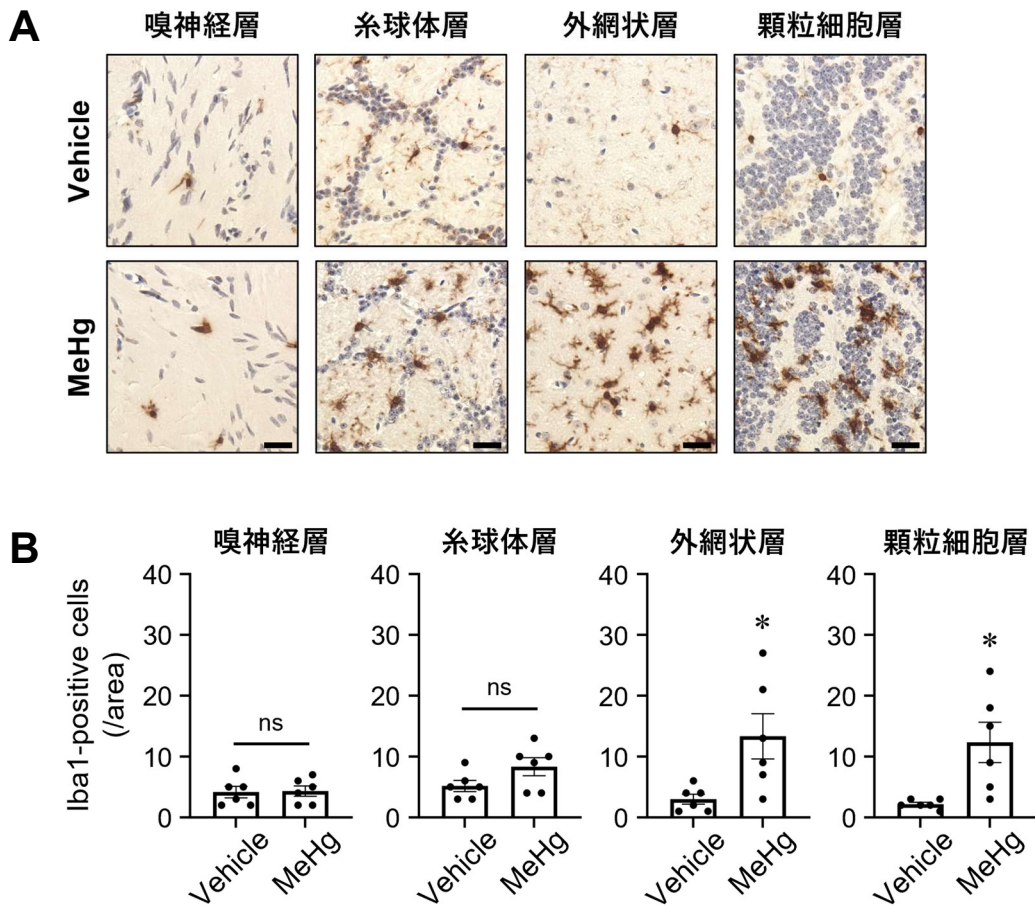 A
嗅神経層 糸球体層 外網状層 顆粒細胞層
Vehicle
MeHg
B
嗅神経層 糸球体層 外網状層 顆粒細胞層
Iba1-positive cells
(/area)
40 40 40 40
30 30 30 30
20 20 20 20
10 10 10 10
0 0 0 0
ns ns * *
Vehicle MeHg Vehicle MeHg Vehicle MeHg Vehicle MeHg